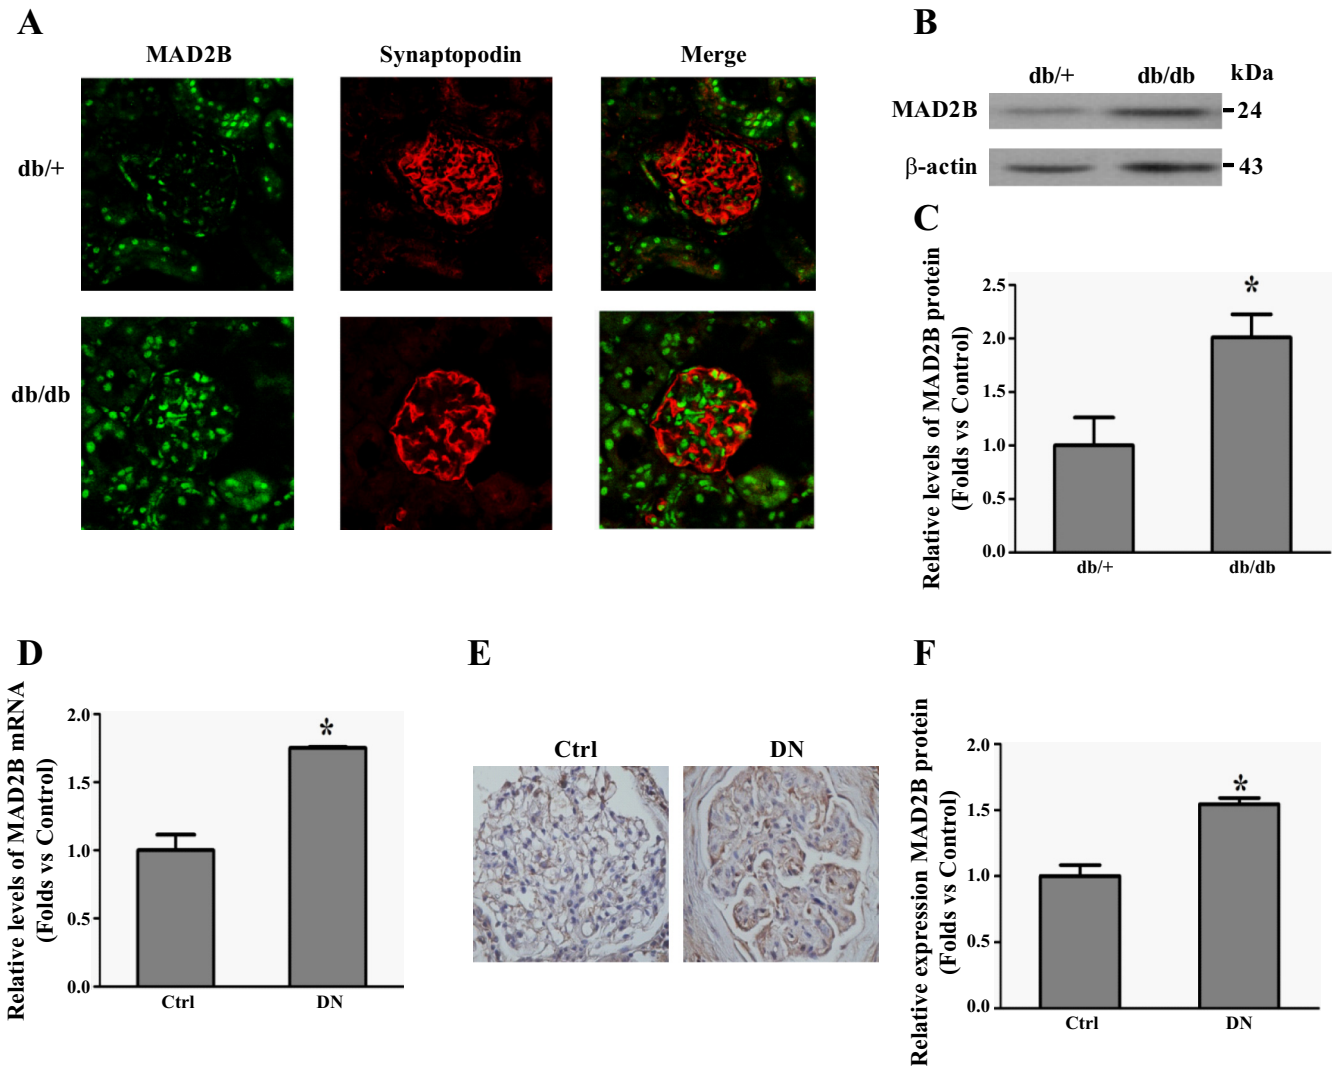 A
MAD2B Synaptopodin Merge
db/+
db/db
B
db/+ db/db kDa
MAD2B 24
β-actin 43
C
Relative levels of MAD2B protein
(Folds vs Control)
2.5
2.0
1.5
1.0
0.5
0.0
*
db/+ db/db
D
Relative levels of MAD2B mRNA
(Folds vs Control)
2.0
1.5
1.0
0.5
0.0
*
Ctrl DN
E
Ctrl DN
F
Relative expression MAD2B protein
(Folds vs Control)
2.0
1.5
1.0
0.5
0.0
*
Ctrl DN